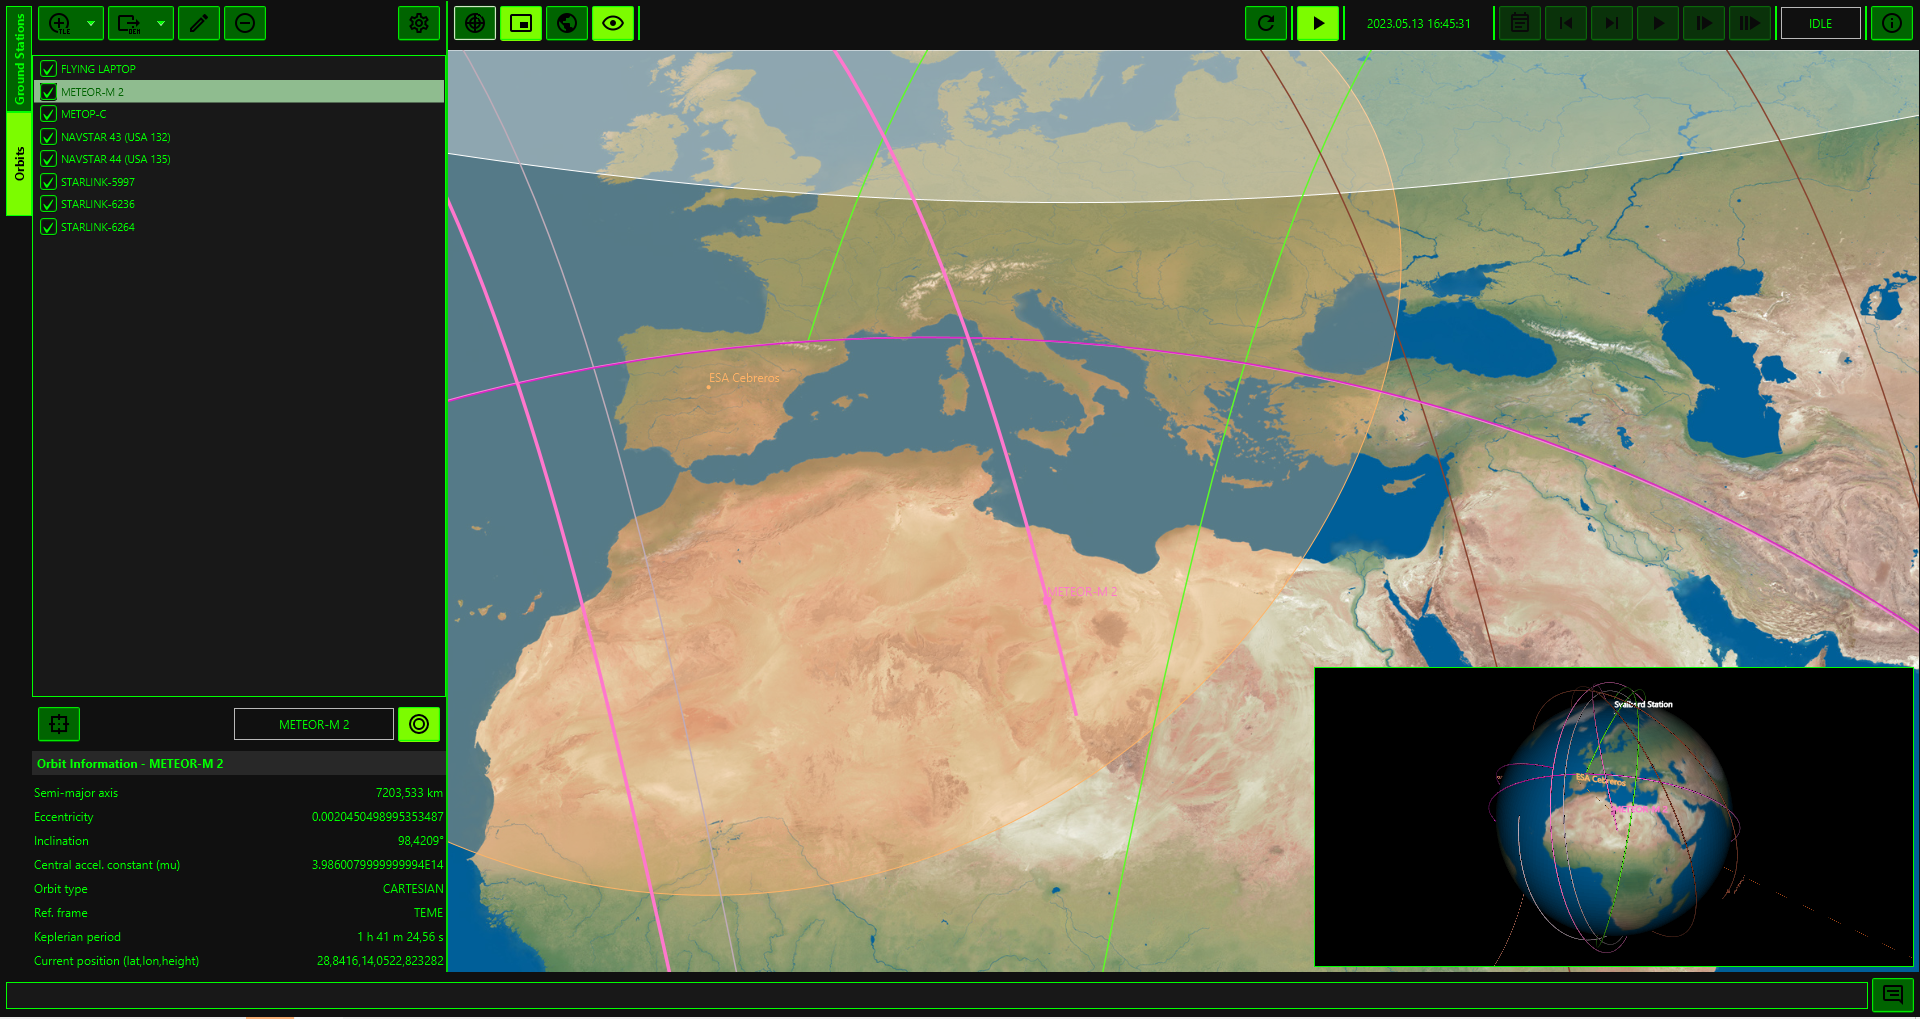 Ground Stations
Orbits
TLE
OEM
2023.05.13 16:45:31
IDLE
FLYING LAPTOP
METEOR-M 2
METOP-C
NAVSTAR 43 (USA 132)
NAVSTAR 44 (USA 135)
STARLINK-5997
STARLINK-6236
STARLINK-6264
ESA Cebreros
METEOR-M 2
METEOR-M 2
Orbit Information - METEOR-M 2
Semi-major axis 7203,533 km
Eccentricity 0.0020450498995353487
Inclination 98,4209°
Central accel. constant (mu) 3.9860079999999994E14
Orbit type CARTESIAN
Ref. frame TEME
Keplerian period 1 h 41 m 24,56 s
Current position (lat,lon,height) 28,8416,14,0522,823282
Svalbard Station
ESA Cebreros